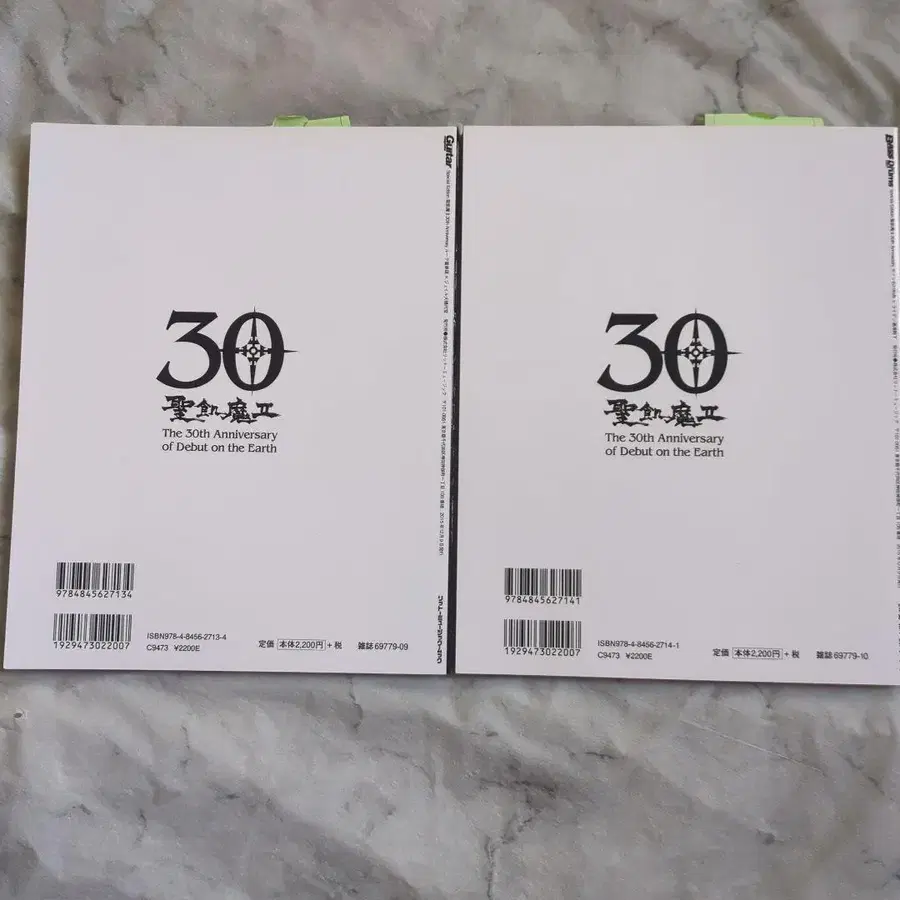 30
聖飢魔Ⅱ
The 30th Anniversary
of Debut on the Earth
9784845627134
1929473022007
ISBN978-4-8456-2713-4
C9473 ¥2200E
定価 本体2,200円 + 税
雑誌 69779-09
Guitar
30
聖飢魔Ⅱ
The 30th Anniversary
of Debut on the Earth
9784845627141
1929473022007
ISBN978-4-8456-2714-1
C9473 ¥2200E
定価 本体2,200円 + 税
雑誌 69779-10
Bass Drums